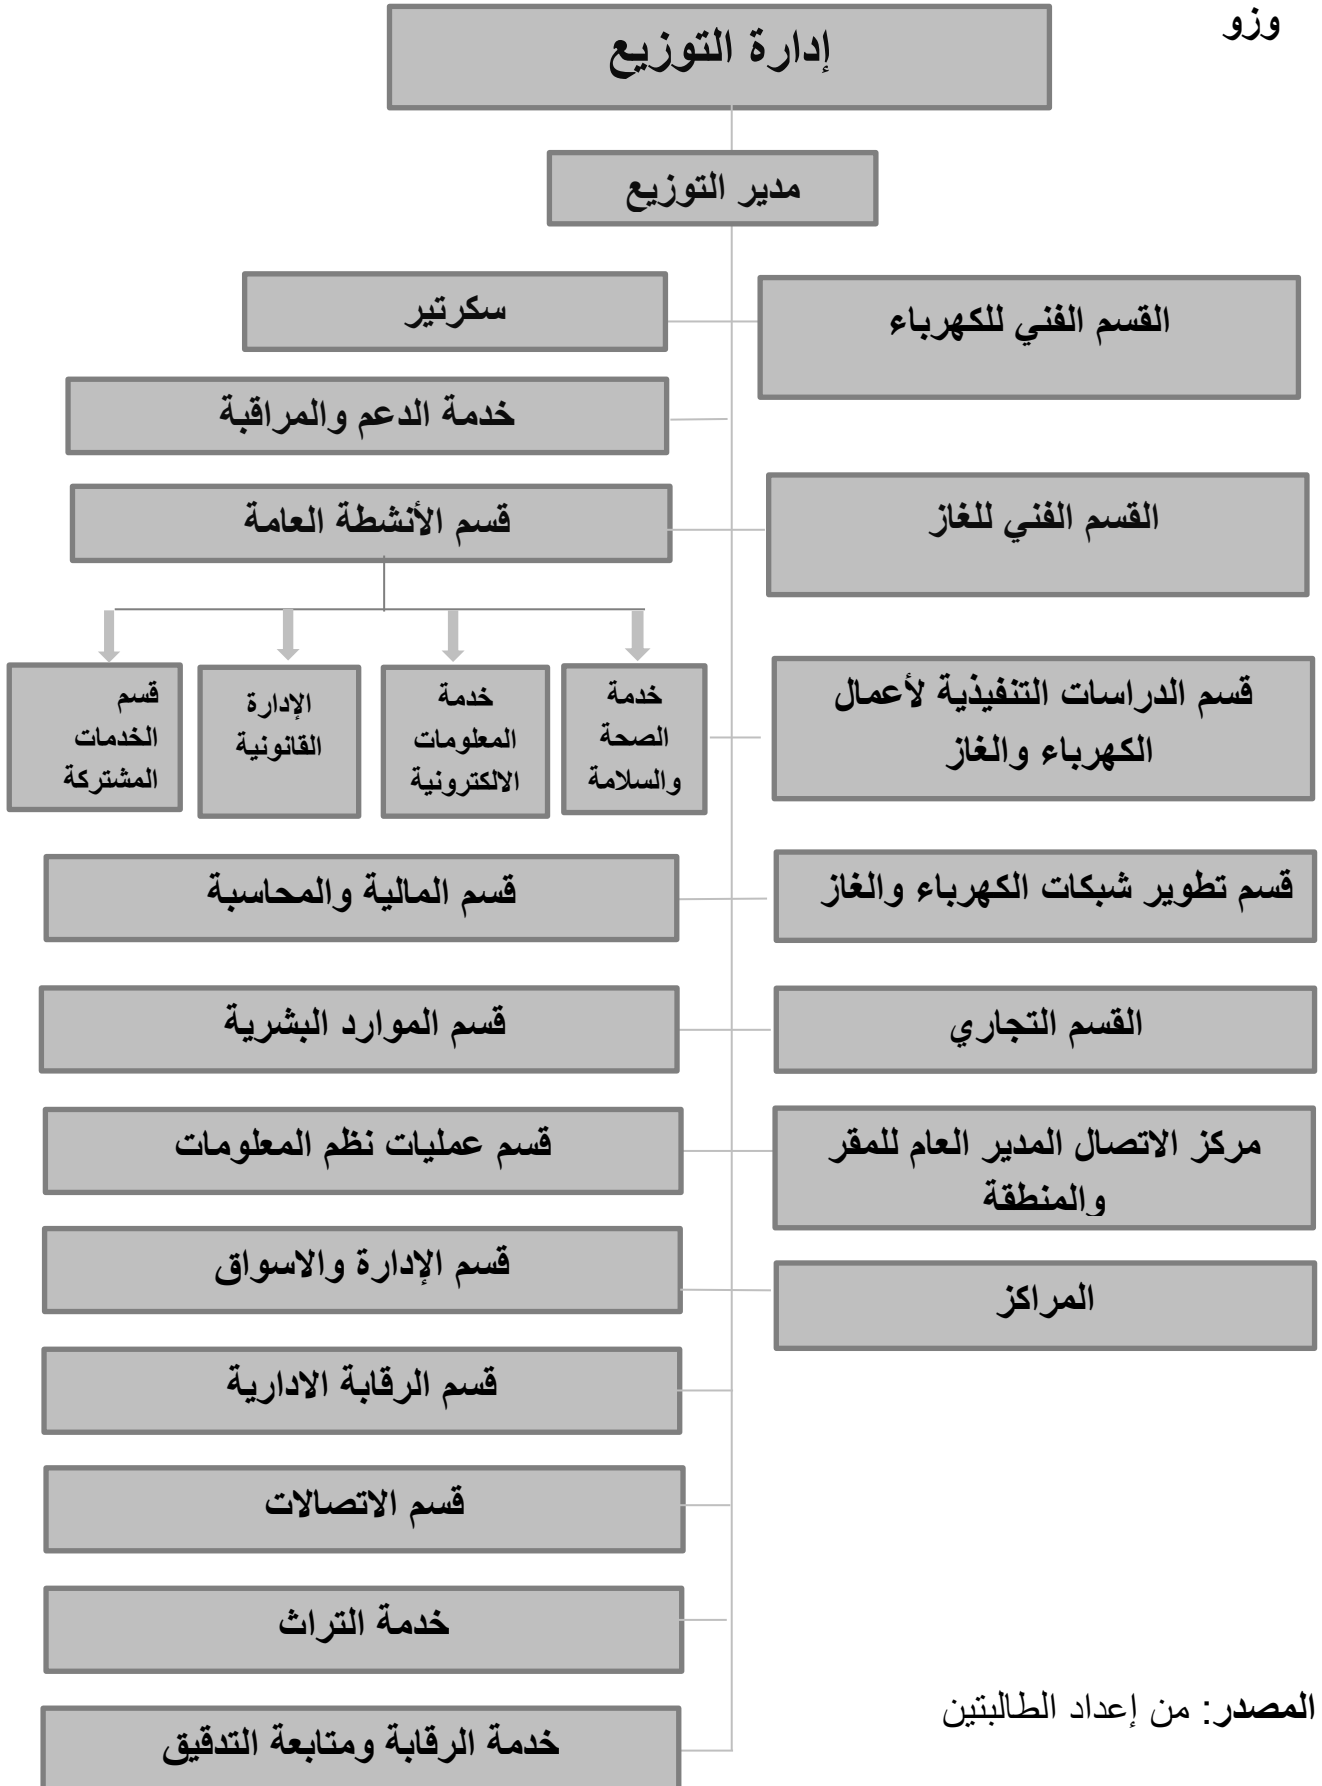 وزو
إدارة التوزيع
مدير التوزيع
القسم الفني للكهرباء
سكرتير
خدمة الدعم والمراقبة
القسم الفني للغاز
قسم الأنشطة العامة
قسم الدراسات التنفيذية لأعمال
الكهرباء والغاز
خدمة
الصحة
والسلامة
خدمة
المعلومات
الالكترونية
الإدارة
القانونية
قسم
الخدمات
المشتركة
قسم تطوير شبكات الكهرباء والغاز
قسم المالية والمحاسبة
القسم التجاري
قسم الموارد البشرية
مركز الاتصال المدير العام للمقر
والمنطقة
قسم عمليات نظم المعلومات
المراكز
قسم الإدارة والاسواق
قسم الرقابة الادارية
قسم الاتصالات
خدمة التراث
المصدر: من إعداد الطالبتين
خدمة الرقابة ومتابعة التدقيق